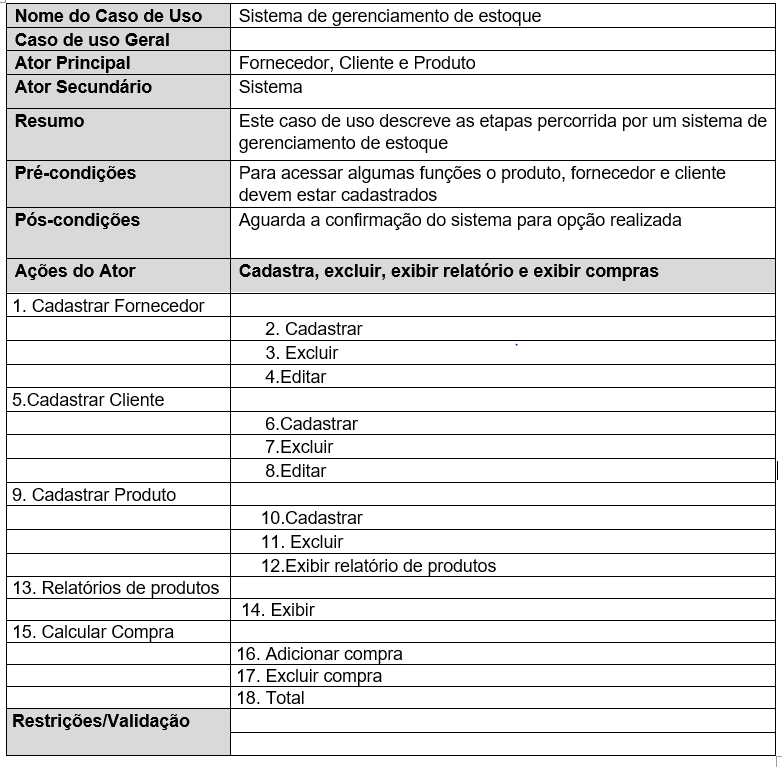 Nome do Caso de Uso Sistema de gerenciamento de estoque
Caso de uso Geral
Ator Principal Fornecedor, Cliente e Produto
Ator Secundário Sistema
Resumo Este caso de uso descreve as etapas percorrida por um sistema de
gerenciamento de estoque
Pré-condições Para acessar algumas funções o produto, fornecedor e cliente
devem estar cadastrados
Pós-condições Aguarda a confirmação do sistema para opção realizada
Ações do Ator Cadastra, excluir, exibir relatório e exibir compras
1. Cadastrar Fornecedor
2. Cadastrar
3. Excluir
4.Editar
5.Cadastrar Cliente
6.Cadastrar
7.Excluir
8.Editar
9. Cadastrar Produto
10.Cadastrar
11. Excluir
12.Exibir relatório de produtos
13. Relatórios de produtos
14. Exibir
15. Calcular Compra
16. Adicionar compra
17. Excluir compra
18. Total
Restrições/Validação